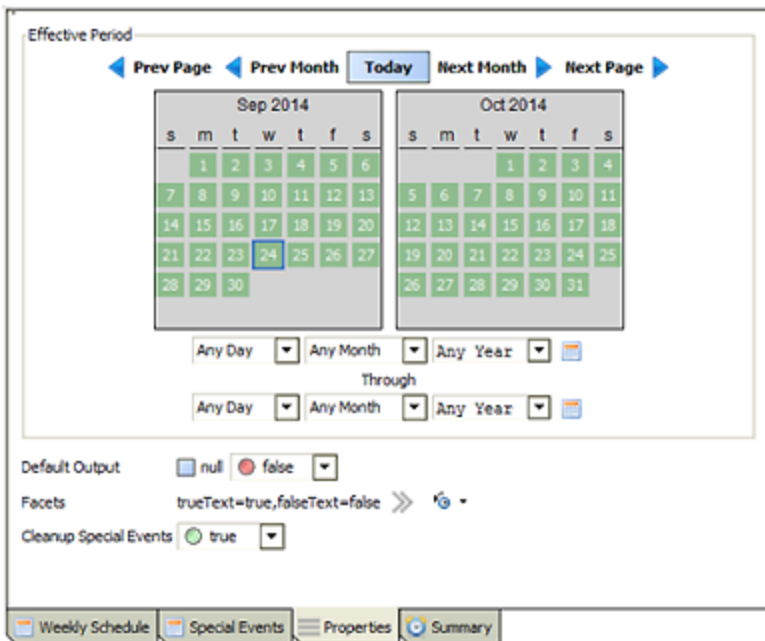 Effective Period
Prev Page Prev Month Today Next Month Next Page
Sep 2014 Oct 2014
s m t w t f s s m t w t f s
1 2 3 4 5 6 1 2 3 4
7 8 9 10 11 12 13 5 6 7 8 9 10 11
14 15 16 17 18 19 20 12 13 14 15 16 17 18
21 22 23 24 25 26 27 19 20 21 22 23 24 25
28 29 30 26 27 28 29 30 31
Any Day Any Month Any Year
Through
Any Day Any Month Any Year
Default Output null false
Facets trueText=true,falseText=false
Cleanup Special Events true
Weekly Schedule Special Events Properties Summary